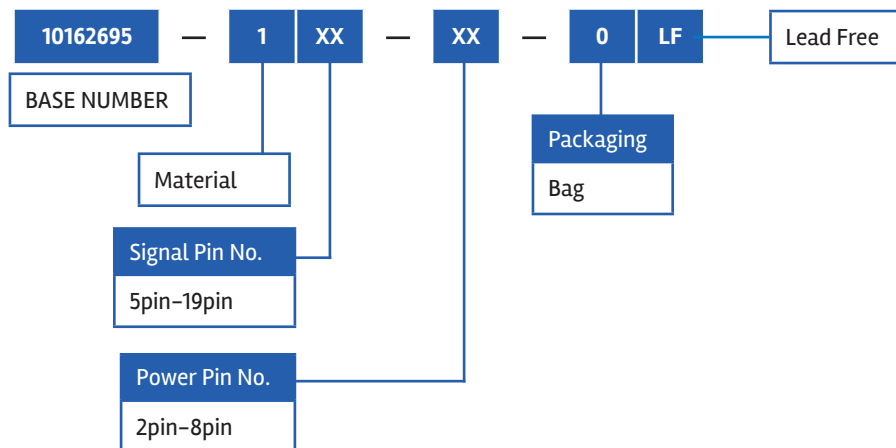 10162695 — 1 XX — XX — 0 LF Lead Free
BASE NUMBER
Packaging
Bag
Material
Signal Pin No.
5pin–19pin
Power Pin No.
2pin–8pin